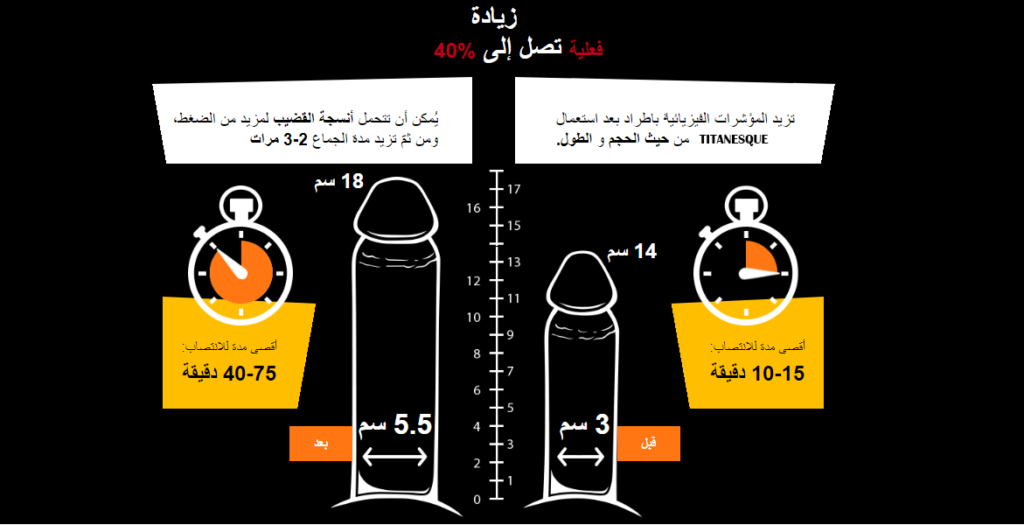 زيادة
فعلية تصل إلى 40%
تزيد المؤشرات الفيزيائية باطراد بعد استعمال
TITANESQUE من حيث الحجم و الطول.
يُمكن أن تتحمل أنسجة القضيب لمزيد من الضغط،
ومن ثمّ تزيد مدة الجماع 2-3 مرات
18 سم
14 سم
17
16
15
13
12
11
10
9
8
7
6
5
4
3
2
1
0
أقصى مدة للانتصاب:
10-15 دقيقة
أقصى مدة للانتصاب:
40-75 دقيقة
3 سم
قبل
5.5 سم
بعد